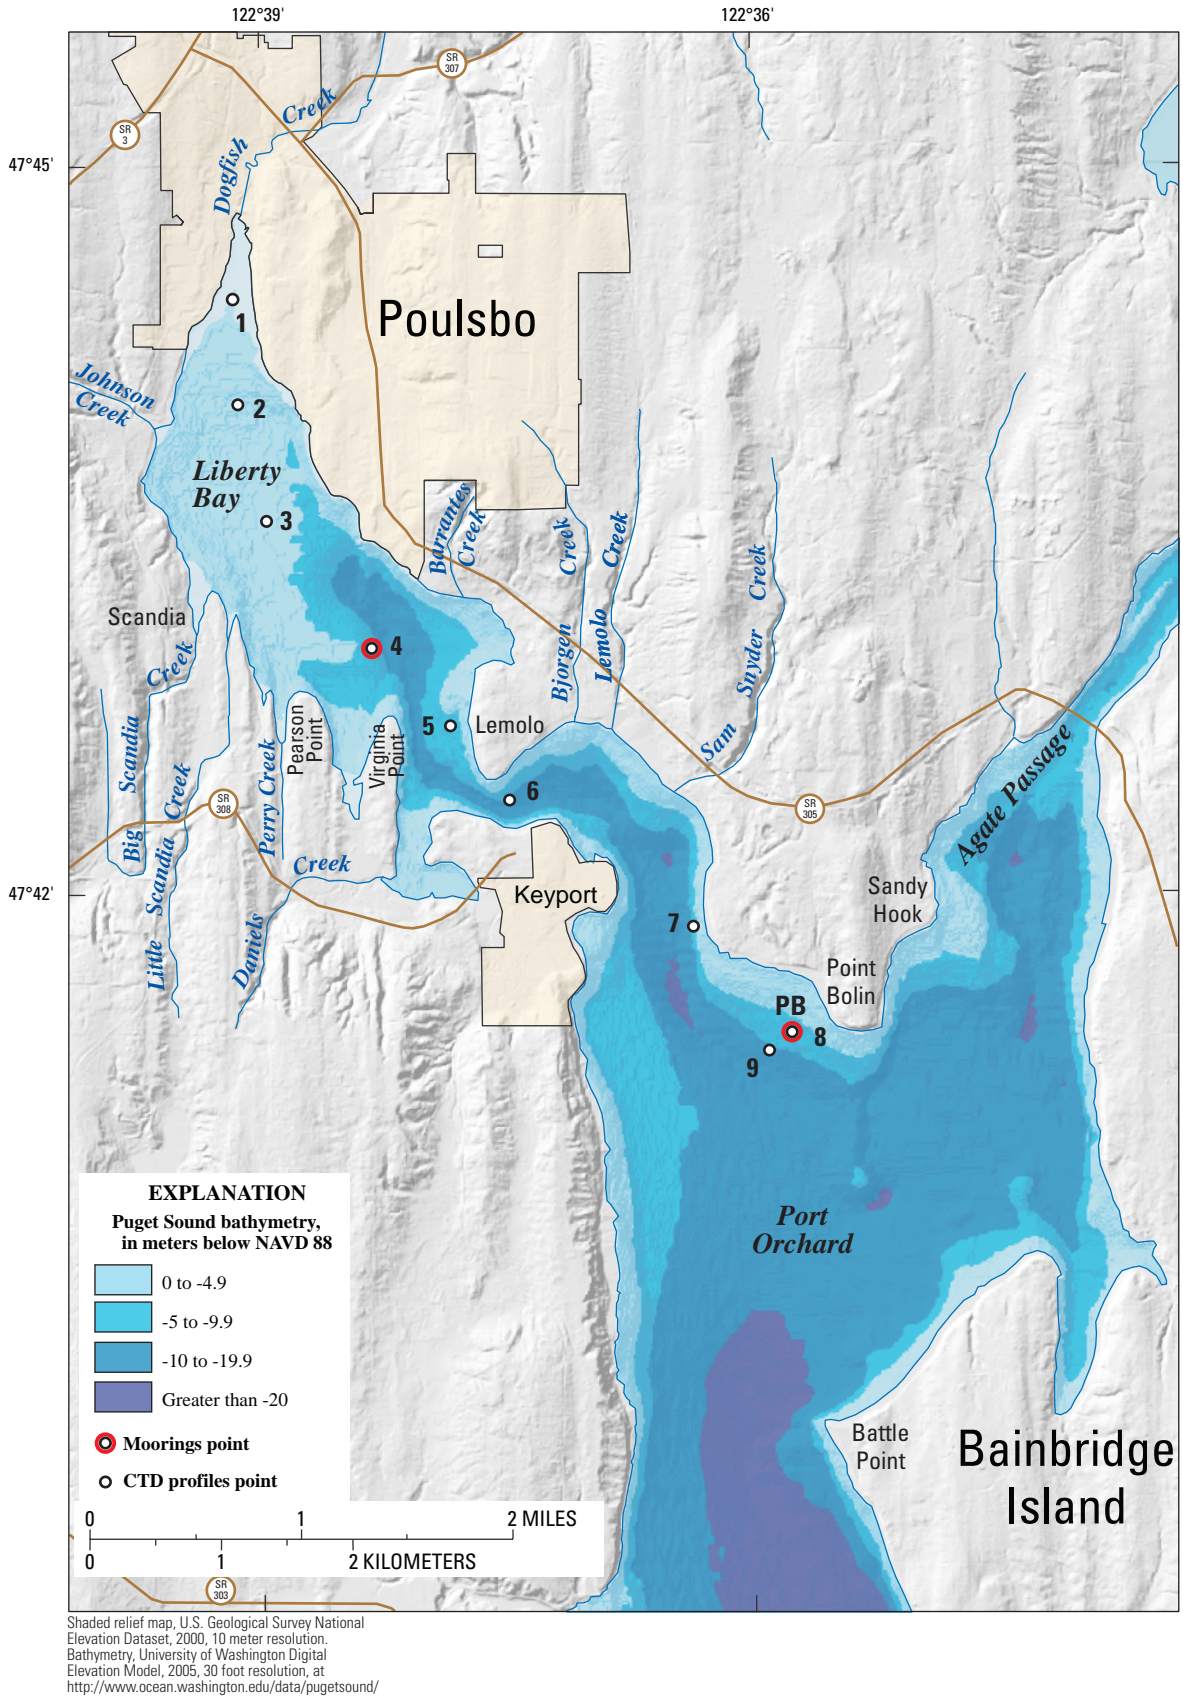 122°39'
122°36'
SR
307
SR
3
Creek
47°45'
Dogfish
Poulsbo
1
Johnson
Creek
2
Liberty
Bay
3
Barrantes
Creek
Creek
Creek
Creek
Scandia
4
Bjorgen
Lemolo
Snyder
Sam
Creek
Pearson
Point
Virginia
Point
5
Lemolo
6
Agate Passage
Big
Scandia
Creek
Perry Creek
SR
308
SR
305
Little
Scandia
Daniels
Creek
47°42'
Keyport
Sandy
Hook
7
Point
Bolin
PB
8
9
Port
Orchard
EXPLANATION
Puget Sound bathymetry,
in meters below NAVD 88
0 to -4.9
-5 to -9.9
-10 to -19.9
Greater than -20
Moorings point
CTD profiles point
Battle
Point
Bainbridge
Island
0 1 2 MILES
0 1 2 KILOMETERS
SR
303
Shaded relief map, U.S. Geological Survey National
Elevation Dataset, 2000, 10 meter resolution.
Bathymetry, University of Washington Digital
Elevation Model, 2005, 30 foot resolution, at
http://www.ocean.washington.edu/data/pugetsound/